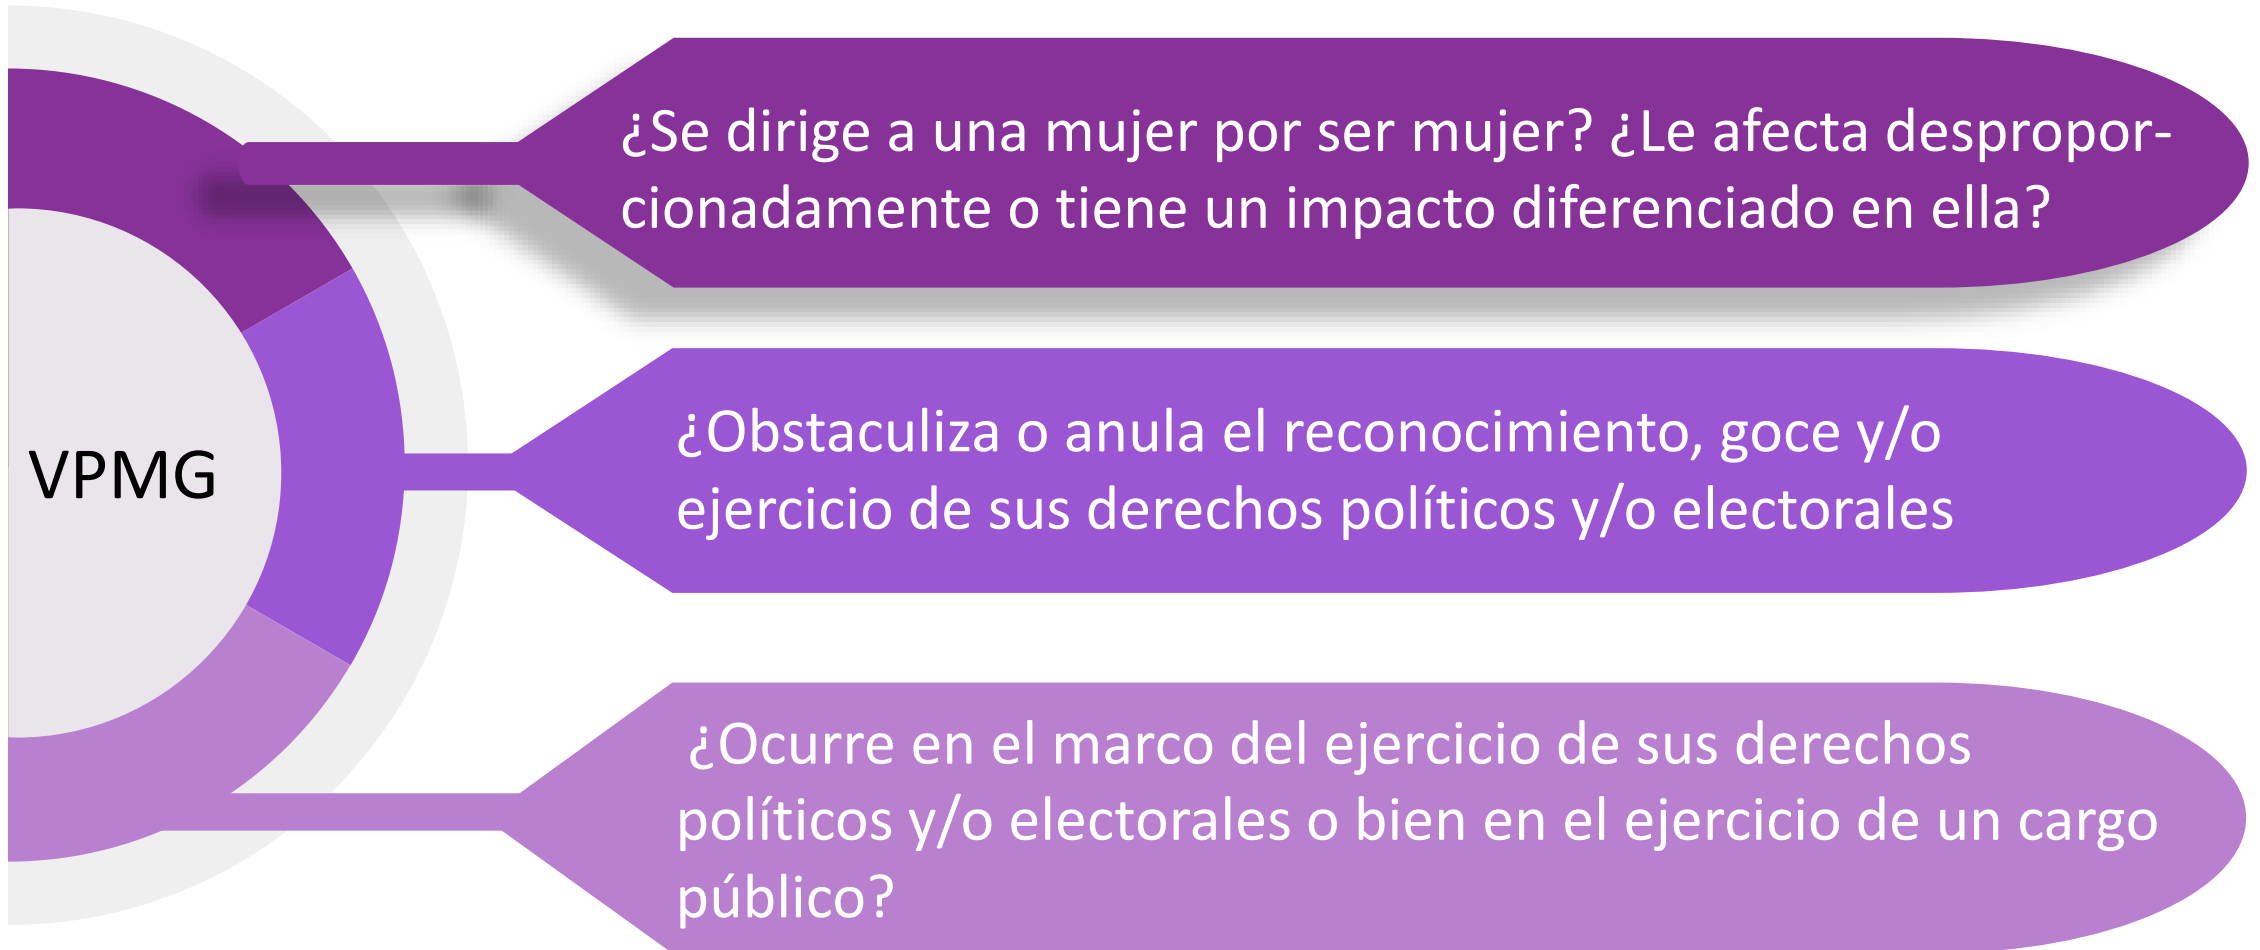 ¿Se dirige a una mujer por ser mujer? ¿Le afecta despropor-
cionadamente o tiene un impacto diferenciado en ella?
¿Obstaculiza o anula el reconocimiento, goce y/o
ejercicio de sus derechos políticos y/o electorales
VPMG
¿Ocurre en el marco del ejercicio de sus derechos
políticos y/o electorales o bien en el ejercicio de un cargo
público?